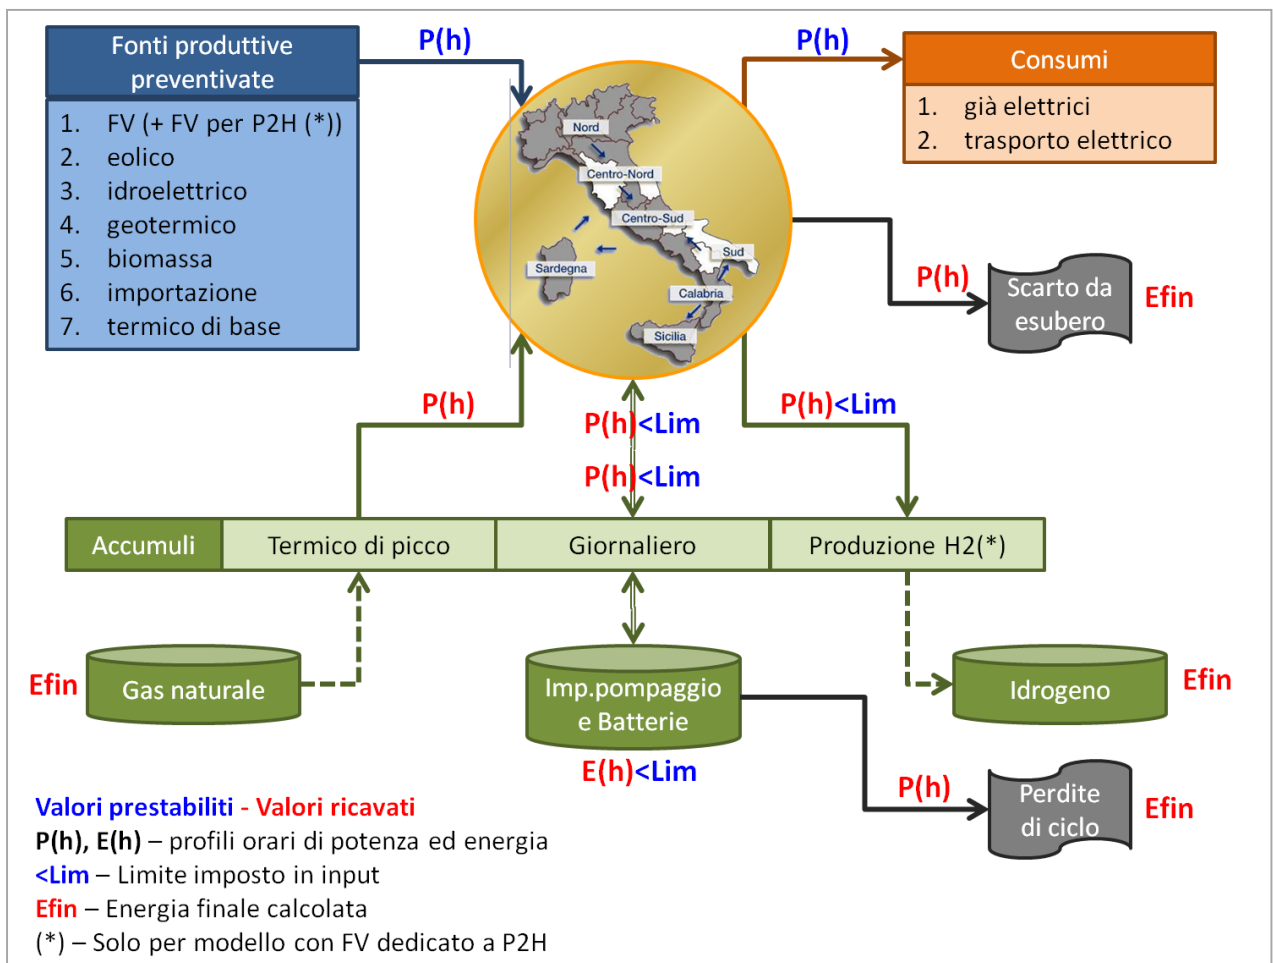 Fonti produttive
preventivate
1. FV (+ FV per P2H (*))
2. eolico
3. idroelettrico
4. geotermico
5. biomassa
6. importazione
7. termico di base
P(h)
P(h)
Consumi
1. già elettrici
2. trasporto elettrico
Nord
Centro-Nord
Centro-Sud
Sud
Sardegna
Calabria
Sicilia
P(h)
Scarto da
esubero
Efin
P(h)
P(h)<Lim
P(h)<Lim
P(h)<Lim
Accumuli
Termico di picco
Giornaliero
Produzione H2(*)
Efin
Gas naturale
Imp.pompaggio
e Batterie
E(h)<Lim
Idrogeno
Efin
P(h)
Perdite
di ciclo
Efin
Valori prestabiliti - Valori ricavati
P(h), E(h) – profili orari di potenza ed energia
<Lim – Limite imposto in input
Efin – Energia finale calcolata
(*) – Solo per modello con FV dedicato a P2H